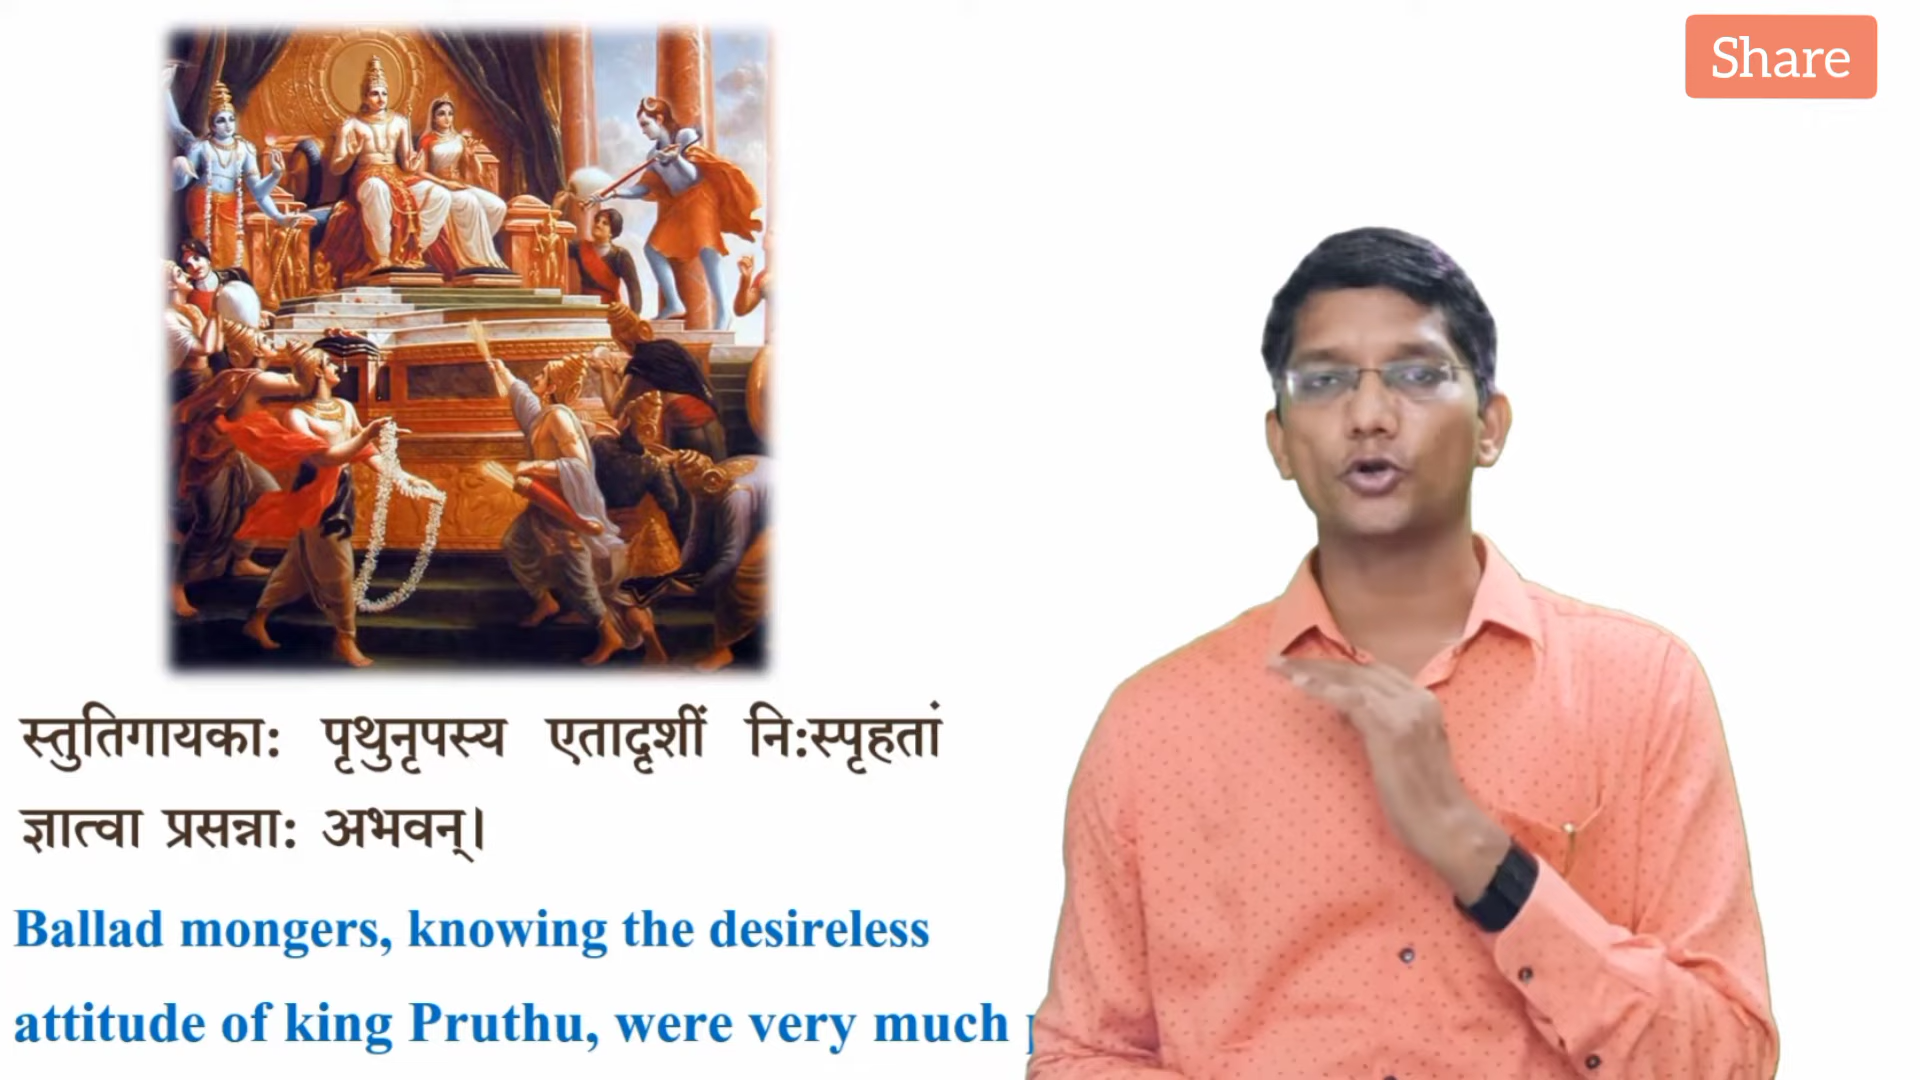 Share
स्तुतिगायका: पृथुनृपस्य एतादृशीं नि:स्पृहतां
ज्ञात्वा प्रसन्ना: अभवन्।
Ballad mongers, knowing the desireless
attitude of king Pruthu, were very much